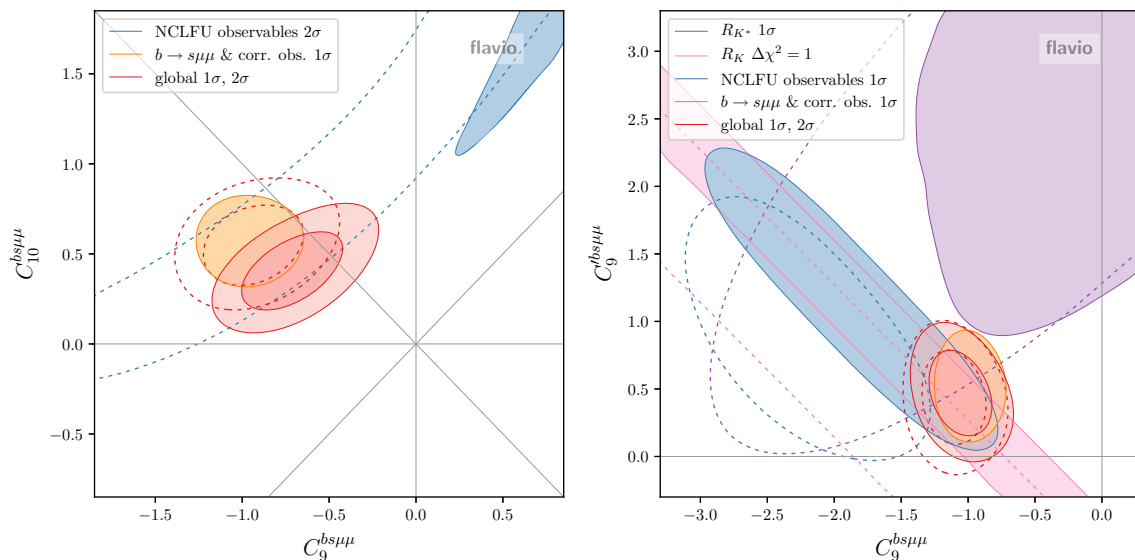 NCLFU observables 2σ
b → sμμ & corr. obs. 1σ
global 1σ, 2σ
flavio
1.5
1.0
0.5
0.0
−0.5
−1.5
−1.0
−0.5
0.0
0.5
C_{10}^{bsμμ}
C_9^{bsμμ}
R_{K*} 1σ
R_K Δχ² = 1
NCLFU observables 1σ
b → sμμ & corr. obs. 1σ
global 1σ, 2σ
flavio
3.0
2.5
2.0
1.5
1.0
0.5
0.0
−3.0
−2.5
−2.0
−1.5
−1.0
−0.5
0.0
C_9'^{bsμμ}
C_9^{bsμμ}